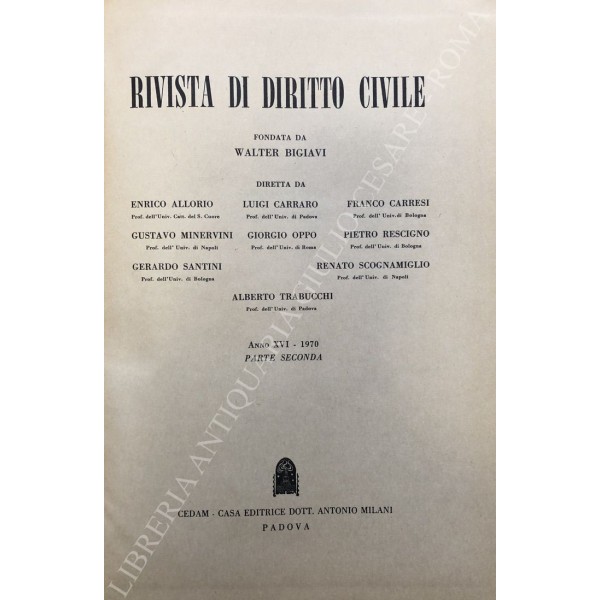 RIVISTA DI DIRITTO CIVILE
FONDATA DA
WALTER BIGIAVI
DIRETTA DA
ENRICO ALLORIO LUIGI CARRARO FRANCO CARRESI
Prof. dell'Univ. Catt. del S. Cuore Prof. dell'Univ. di Padova Prof. dell'Univ. di Bologna
GUSTAVO MINERVINI GIORGIO OPPO PIETRO RESCIGNO
Prof. dell'Univ. di Napoli Prof. dell'Univ. di Roma Prof. dell'Univ. di Bologna
GERARDO SANTINI RENATO SCOGNAMIGLIO
Prof. dell'Univ. di Bologna Prof. dell'Univ. di Napoli
ALBERTO TRABUCCHI
Prof. dell'Univ. di Padova
ANNO XVI - 1970
PARTE SECONDA
CEDAM - CASA EDITRICE DOTT. ANTONIO MILANI
PADOVA
LIBRERIA ANTIQUARIA GIULIO CESARE - ROMA